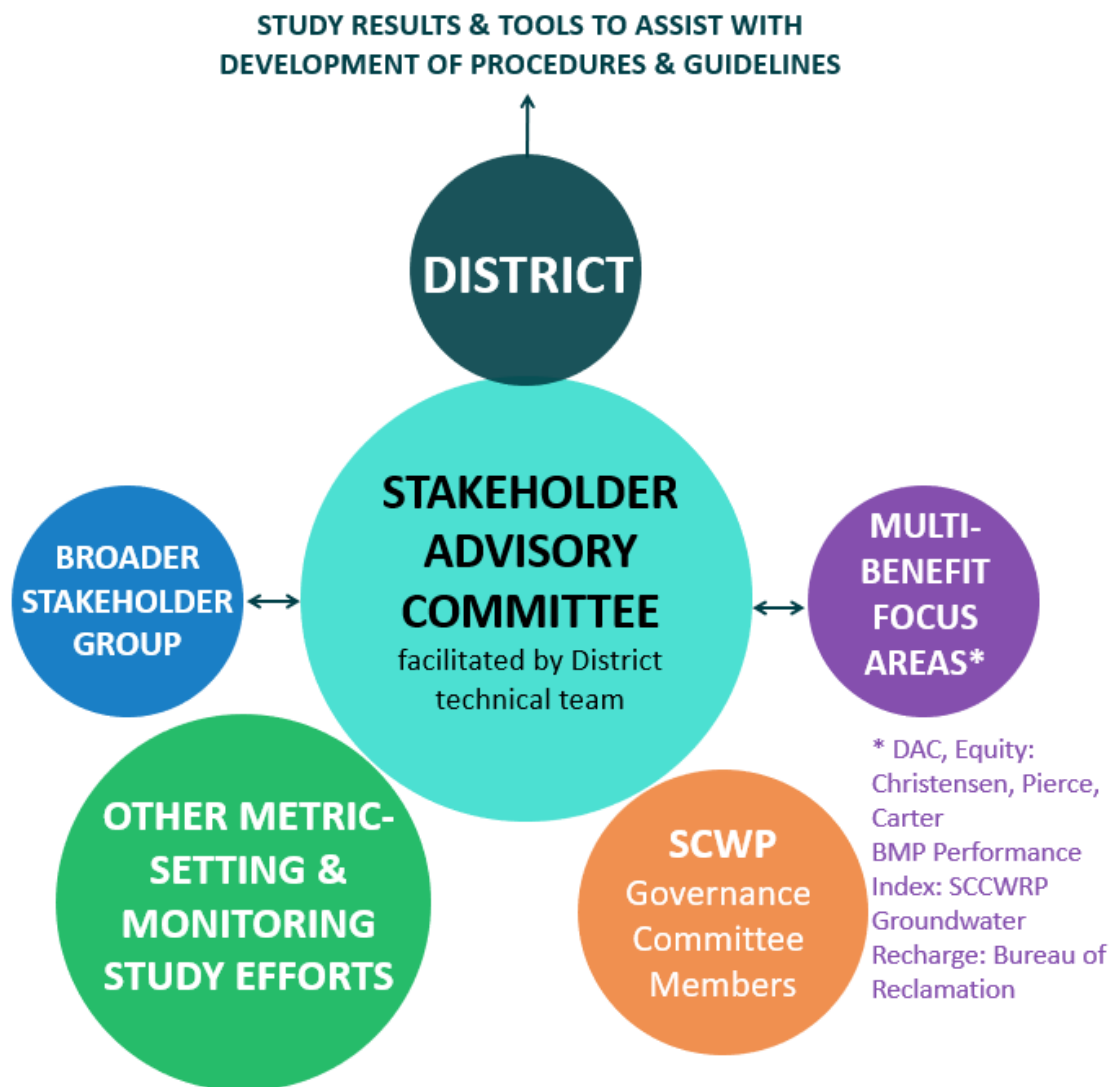 STUDY RESULTS & TOOLS TO ASSIST WITH
DEVELOPMENT OF PROCEDURES & GUIDELINES
DISTRICT
STAKEHOLDER
ADVISORY
COMMITTEE
facilitated by District
technical team
BROADER
STAKEHOLDER
GROUP
MULTI-
BENEFIT
FOCUS
AREAS*
* DAC, Equity:
Christensen, Pierce,
Carter
BMP Performance
Index: SCCWRP
Groundwater
Recharge: Bureau of
Reclamation
OTHER METRIC-
SETTING &
MONITORING
STUDY EFFORTS
SCWP
Governance
Committee
Members